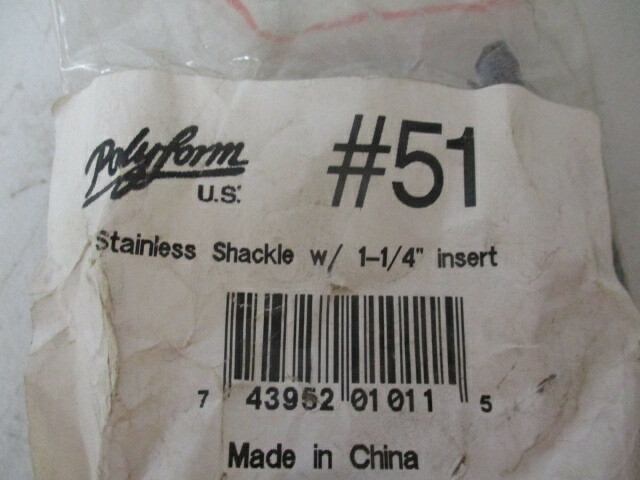 Polyform #51
U.S.
Stainless Shackle w/ 1-1/4" insert
7 43952 01011 5
Made in China